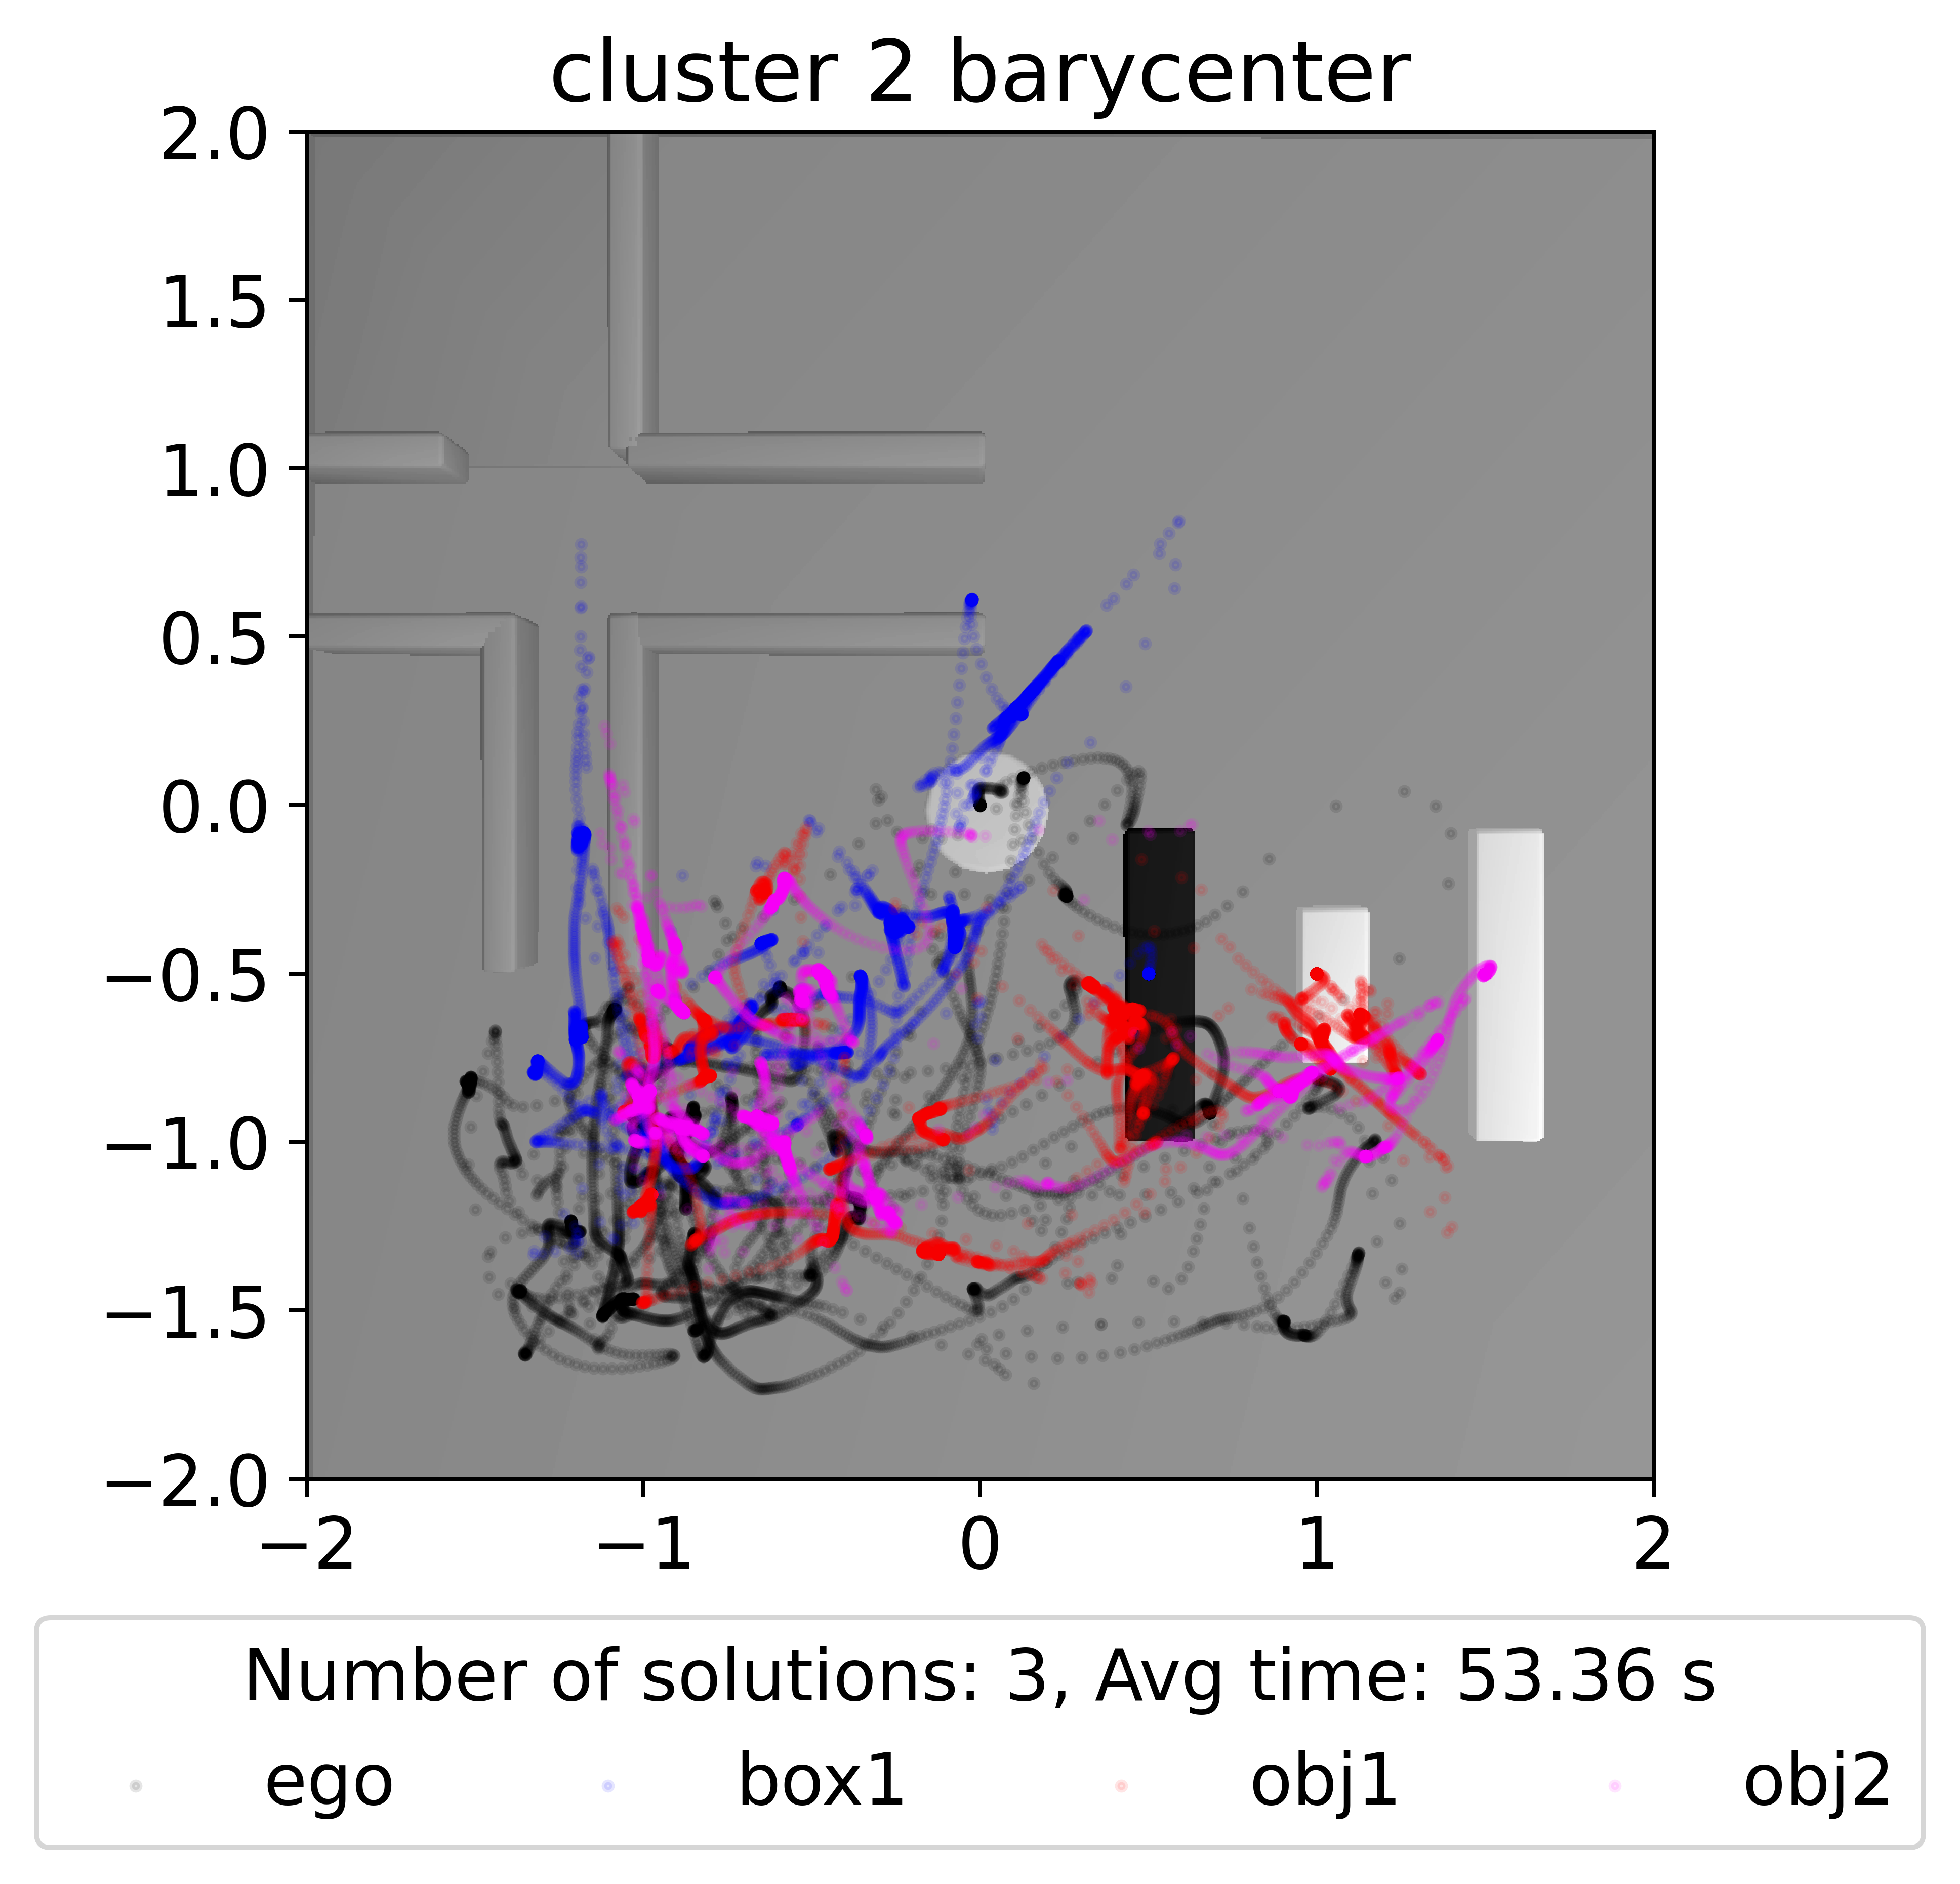 cluster 2 barycenter
2.0
1.5
1.0
0.5
0.0
−0.5
−1.0
−1.5
−2.0
−2 −1 0 1 2
Number of solutions: 3, Avg time: 53.36 s
ego box1 obj1 obj2